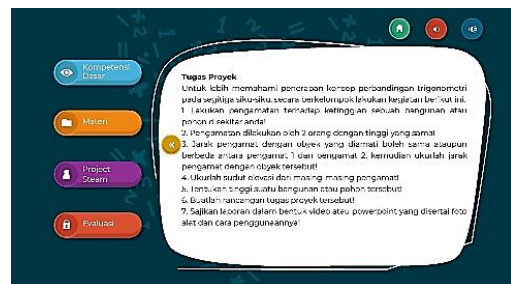 Kompetensi
Dasar
Materi
Project
Steam
Evaluasi
Tugas Proyek
Untuk lebih memahami penerapan konsep perbandingan trigonometri
pada segitiga siku-siku, secara berkelompok lakukan kegiatan berikut ini.
1. Lakukan pengamatan terhadap ketinggian sebuah bangunan atau
pohon di sekitar anda!
2. Pengamatan dilakukan oleh 2 orang dengan tinggi yang sama!
3. Jarak pengamat dengan obyek yang diamati boleh sama ataupun
berbeda antara pengamat 1 dan pengamat 2, kemudian ukurlah jarak
pengamat dengan obyek tersebut!
4. Ukurlah sudut elevasi dari masing-masing pengamat!
5. Tentukan tinggi suatu bangunan atau pohon tersebut!
6. Buatlah rancangan tugas proyek tersebut!
7. Sajikan laporan dalam bentuk video atau powerpoint yang disertai foto
alat dan cara penggunaannya!